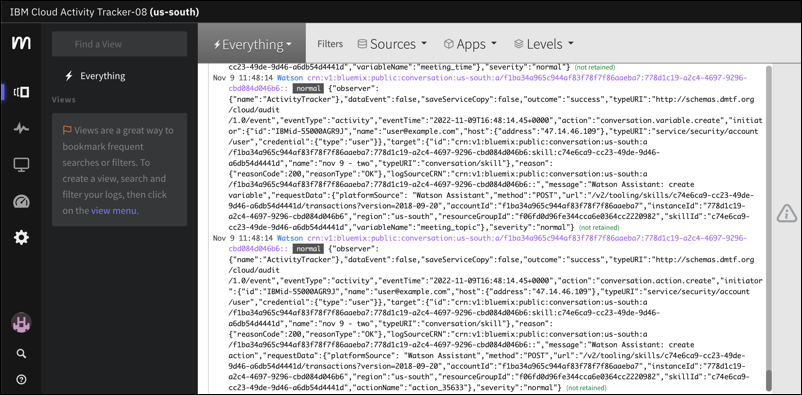 IBM Cloud Activity Tracker-08 (us-south)
Find a View
Everything
Views
Views are a great way to
bookmark frequent
searches or filters. To
create a view, search and
filter your logs, then click
on the view menu.
Everything
Filters
Sources
Apps
Levels
cc23-49de-9d46-a6db54d4441d","variableName":"meeting_time"},"severity":"normal"} (not retained)
Nov 9 11:48:14 Watson crn:v1:bluemix:public:conversation:us-south:a/f1ba34a965c944af83f78f7f86aaeba7:778d1c19-a2c4-4697-9296-
cbd084d046b6:: normal {"observer":
{"name":"ActivityTracker"},"dataEvent":false,"saveServiceCopy":false,"outcome":"success","typeURI":"http://schemas.dmtf.org
/cloud/audit
/1.0/event","eventType":"activity","eventTime":"2022-11-09T16:48:14.45+0000","action":"conversation.variable.create","initiat
or":{"id":"IBMid-55000AGR9J","name":"user@example.com","host":{"address":"47.14.46.109"},"typeURI":"service/security/account
/user","credential":{"type":"user"}},"target":{"id":"crn:v1:bluemix:public:conversation:us-south:a
/f1ba34a965c944af83f78f7f86aaeba7:778d1c19-a2c4-4697-9296-cbd084d046b6:skill:c74e6ca9-cc23-49de-9d46-
a6db54d4441d","name":"nov 9 - two","typeURI":"conversation/skill"},"reason":
{"reasonCode":200,"reasonType":"OK"},"logSourceCRN":"crn:v1:bluemix:public:conversation:us-south:a
/f1ba34a965c944af83f78f7f86aaeba7:778d1c19-a2c4-4697-9296-cbd084d046b6::","message":"Watson Assistant: create
variable","requestData":{"platformSource": "Watson Assistant","method":"POST","url":"/v2/tooling/skills/c74e6ca9-cc23-49de-
9d46-a6db54d4441d/transactions?version=2018-09-20","accountId":"f1ba34a965c944af83f78f7f86aaeba7","instanceId":"778d1c19-
a2c4-4697-9296-cbd084d046b6","region":"us-south","resourceGroupId":"f06fd0d96fe344cca6e0364cc2220982","skillId":"c74e6ca9-
cc23-49de-9d46-a6db54d4441d","variableName":"meeting_topic"},"severity":"normal"} (not retained)
Nov 9 11:48:14 Watson crn:v1:bluemix:public:conversation:us-south:a/f1ba34a965c944af83f78f7f86aaeba7:778d1c19-a2c4-4697-9296-
cbd084d046b6:: normal {"observer":
{"name":"ActivityTracker"},"dataEvent":false,"saveServiceCopy":false,"outcome":"success","typeURI":"http://schemas.dmtf.org
/cloud/audit
/1.0/event","eventType":"activity","eventTime":"2022-11-09T16:48:14.45+0000","action":"conversation.action.create","initiator
":{"id":"IBMid-55000AGR9J","name":"user@example.com","host":{"address":"47.14.46.109"},"typeURI":"service/security/account
/user","credential":{"type":"user"}},"target":{"id":"crn:v1:bluemix:public:conversation:us-south:a
/f1ba34a965c944af83f78f7f86aaeba7:778d1c19-a2c4-4697-9296-cbd084d046b6:skill:c74e6ca9-cc23-49de-9d46-
a6db54d4441d","name":"nov 9 - two","typeURI":"conversation/skill"},"reason":
{"reasonCode":200,"reasonType":"OK"},"logSourceCRN":"crn:v1:bluemix:public:conversation:us-south:a
/f1ba34a965c944af83f78f7f86aaeba7:778d1c19-a2c4-4697-9296-cbd084d046b6::","message":"Watson Assistant: create
action","requestData":{"platformSource": "Watson Assistant","method":"POST","url":"/v2/tooling/skills/c74e6ca9-cc23-49de-
9d46-a6db54d4441d/transactions?version=2018-09-20","accountId":"f1ba34a965c944af83f78f7f86aaeba7","instanceId":"778d1c19-
a2c4-4697-9296-cbd084d046b6","region":"us-south","resourceGroupId":"f06fd0d96fe344cca6e0364cc2220982","skillId":"c74e6ca9-
cc23-49de-9d46-a6db54d4441d","actionName":"action_35633"},"severity":"normal"} (not retained)